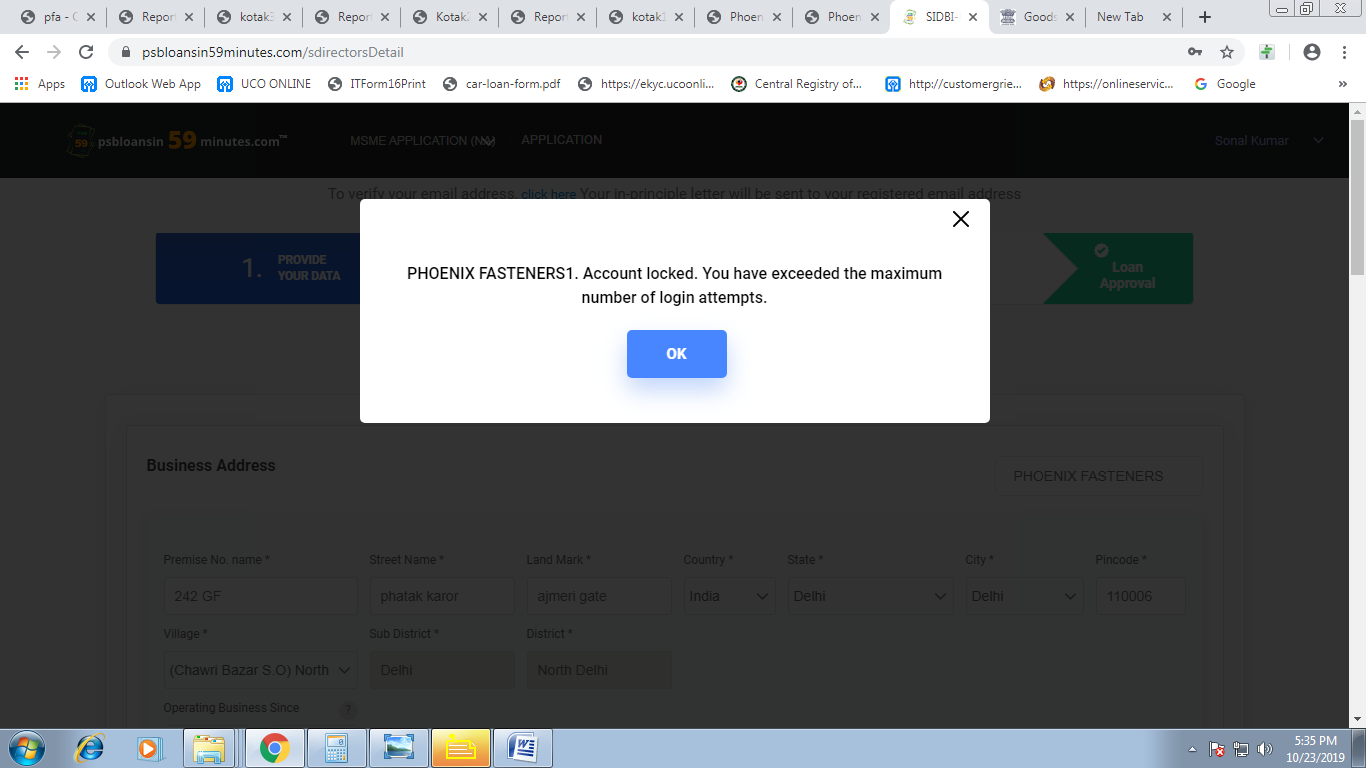 pfa - C
Report
kotak
Report
Kotak
Report
kotak
Phoen
Phoen
SIDBI-
Goods
New Tab
psbloansin59minutes.com/sdirectorsDetail
Apps
Outlook Web App
UCO ONLINE
ITForm16Print
car-loan-form.pdf
https://ekyc.ucoonli...
Central Registry of...
http://customergrie...
https://onlineservic...
Google
»
psbloansin 59 minutes.com™
MSME APPLICATION
APPLICATION
Sonal Kumar
To verify your email address, click here Your in-principle letter will be sent to your registered email address
1.
PROVIDE
YOUR DATA
Loan
Approval
PHOENIX FASTENERS1. Account locked. You have exceeded the maximum
number of login attempts.
OK
Business Address
PHOENIX FASTENERS
Premise No. name *
Street Name *
Land Mark *
Country *
State *
City *
Pincode *
242 GF
phatak karor
ajmeri gate
India
Delhi
Delhi
110006
Village *
Sub District *
District *
(Chawri Bazar S.O) North
Delhi
North Delhi
Operating Business Since
?
5:35 PM
10/23/2019